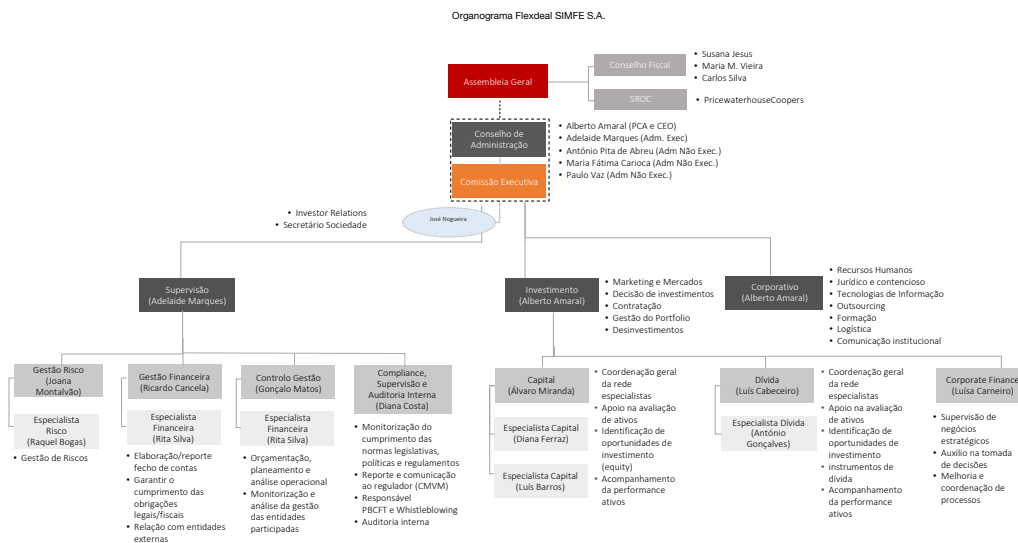 Organograma Flexdeal SIMFE S.A.
Assembleia Geral
Conselho Fiscal
• Susana Jesus
• Maria M. Vieira
• Carlos Silva
SROC
• PricewaterhouseCoopers
Conselho de
Administração
Comissão Executiva
• Alberto Amaral (PCA e CEO)
• Adelaide Marques (Adm. Exec)
• António Pita de Abreu (Adm Não Exec.)
• Maria Fátima Carioca (Adm Não Exec.)
• Paulo Vaz (Adm Não Exec.)
• Investor Relations
• Secretário Sociedade
José Nogueira
Supervisão
(Adelaide Marques)
Investimento
(Alberto Amaral)
• Marketing e Mercados
• Decisão de investimentos
• Contratação
• Gestão do Portfolio
• Desinvestimentos
Corporativo
(Alberto Amaral)
• Recursos Humanos
• Jurídico e contencioso
• Tecnologias de Informação
• Outsourcing
• Formação
• Logística
• Comunicação institucional
Gestão Risco
(Joana
Montalvão)
Especialista
Risco
(Raquel Bogas)
• Gestão de Riscos
Gestão Financeira
(Ricardo Cancela)
Especialista
Financeira
(Rita Silva)
• Elaboração/reporte
fecho de contas
• Garantir o
cumprimento das
obrigações
legais/fiscais
• Relação com entidades
externas
Controlo Gestão
(Gonçalo Matos)
Especialista
Financeira
(Rita Silva)
• Orçamentação,
planeamento e
análise operacional
• Monitorização e
análise da gestão
das entidades
participadas
Compliance,
Supervisão e
Auditoria Interna
(Diana Costa)
• Monitorização do
cumprimento das
normas legislativas,
políticas e regulamentos
• Reporte e comunicação
ao regulador (CMVM)
• Responsável
PBCFT e Whistleblowing
• Auditoria interna
Capital
(Álvaro Miranda)
Especialista Capital
(Diana Ferraz)
Especialista Capital
(Luís Barros)
• Coordenação geral
da rede
especialistas
• Apoio na avaliação
de ativos
• Identificação de
oportunidades de
investimento
(equity)
• Acompanhamento
da performance
ativos
Dívida
(Luís Cabeceiro)
Especialista Dívida
(António
Gonçalves)
• Coordenação geral
da rede
especialistas
• Apoio na avaliação
de ativos
• Identificação de
oportunidades de
investimento
• instrumentos de
dívida
• Acompanhamento
da performance
ativos
Corporate Finance
(Luísa Carneiro)
• Supervisão de
negócios
estratégicos
• Auxilio na tomada
de decisões
• Melhoria e
coordenação de
processos